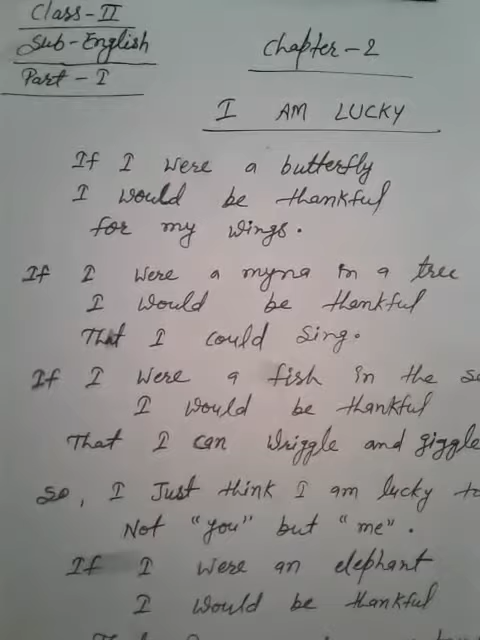 Class-II
Sub-English
Part-I
Chapter-2
I AM LUCKY
If I were a butterfly
I would be thankful
for my wings.
If I were a myna in a tree
I would be thankful
That I could sing.
If I were a fish in the
I would be thankful
That I can wriggle and giggle
So, I Just think I am lucky
Not "you" but "me".
If I were an elephant
I would be thankful